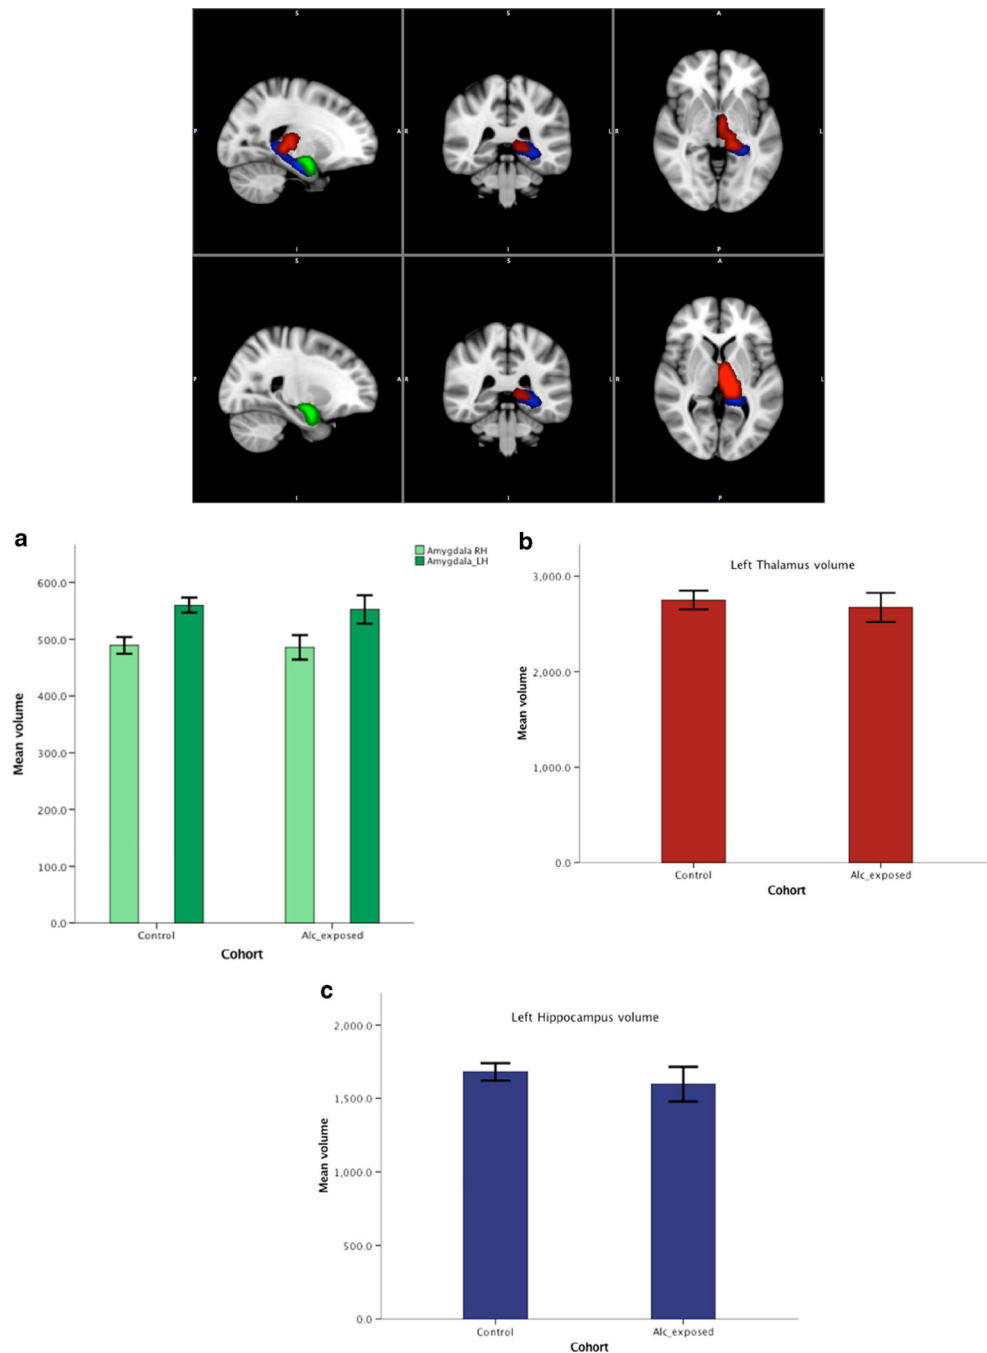 S S A
P A R L R L
I I P
S S A
P A R L R L
I I P
a
Amygdala RH
Amygdala_LH
600.0
500.0
400.0
300.0
200.0
100.0
0.0
Mean volume
Control Alc_exposed
Cohort
b
Left Thalamus volume
3,000.0
2,000.0
1,000.0
0.0
Mean volume
Control Alc_exposed
Cohort
c
Left Hippocampus volume
2,000.0
1,500.0
1,000.0
500.0
0.0
Mean volume
Control Alc_exposed
Cohort